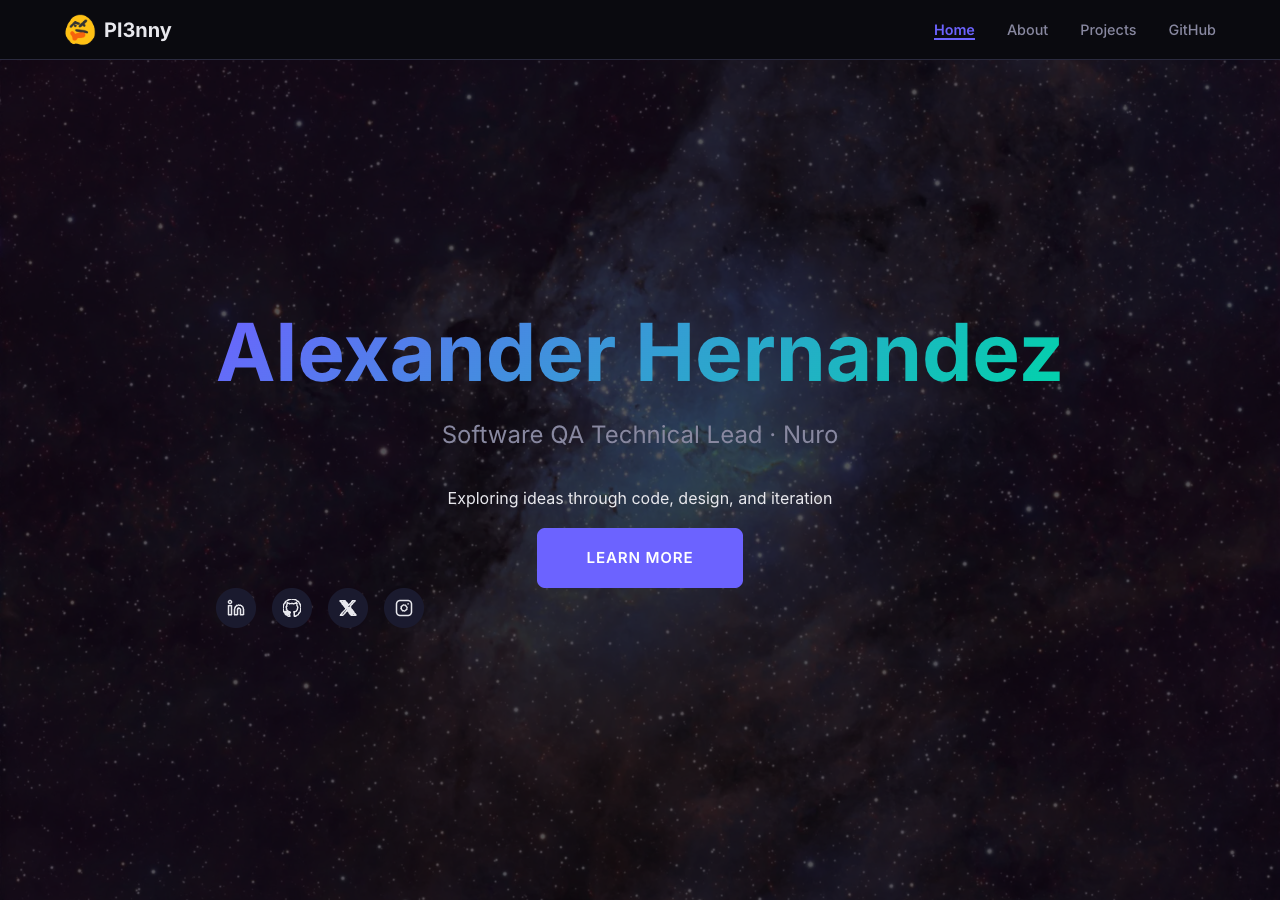 Pl3nny
Home About Projects GitHub
Alexander Hernandez
Software QA Technical Lead · Nuro
Exploring ideas through code, design, and iteration
LEARN MORE